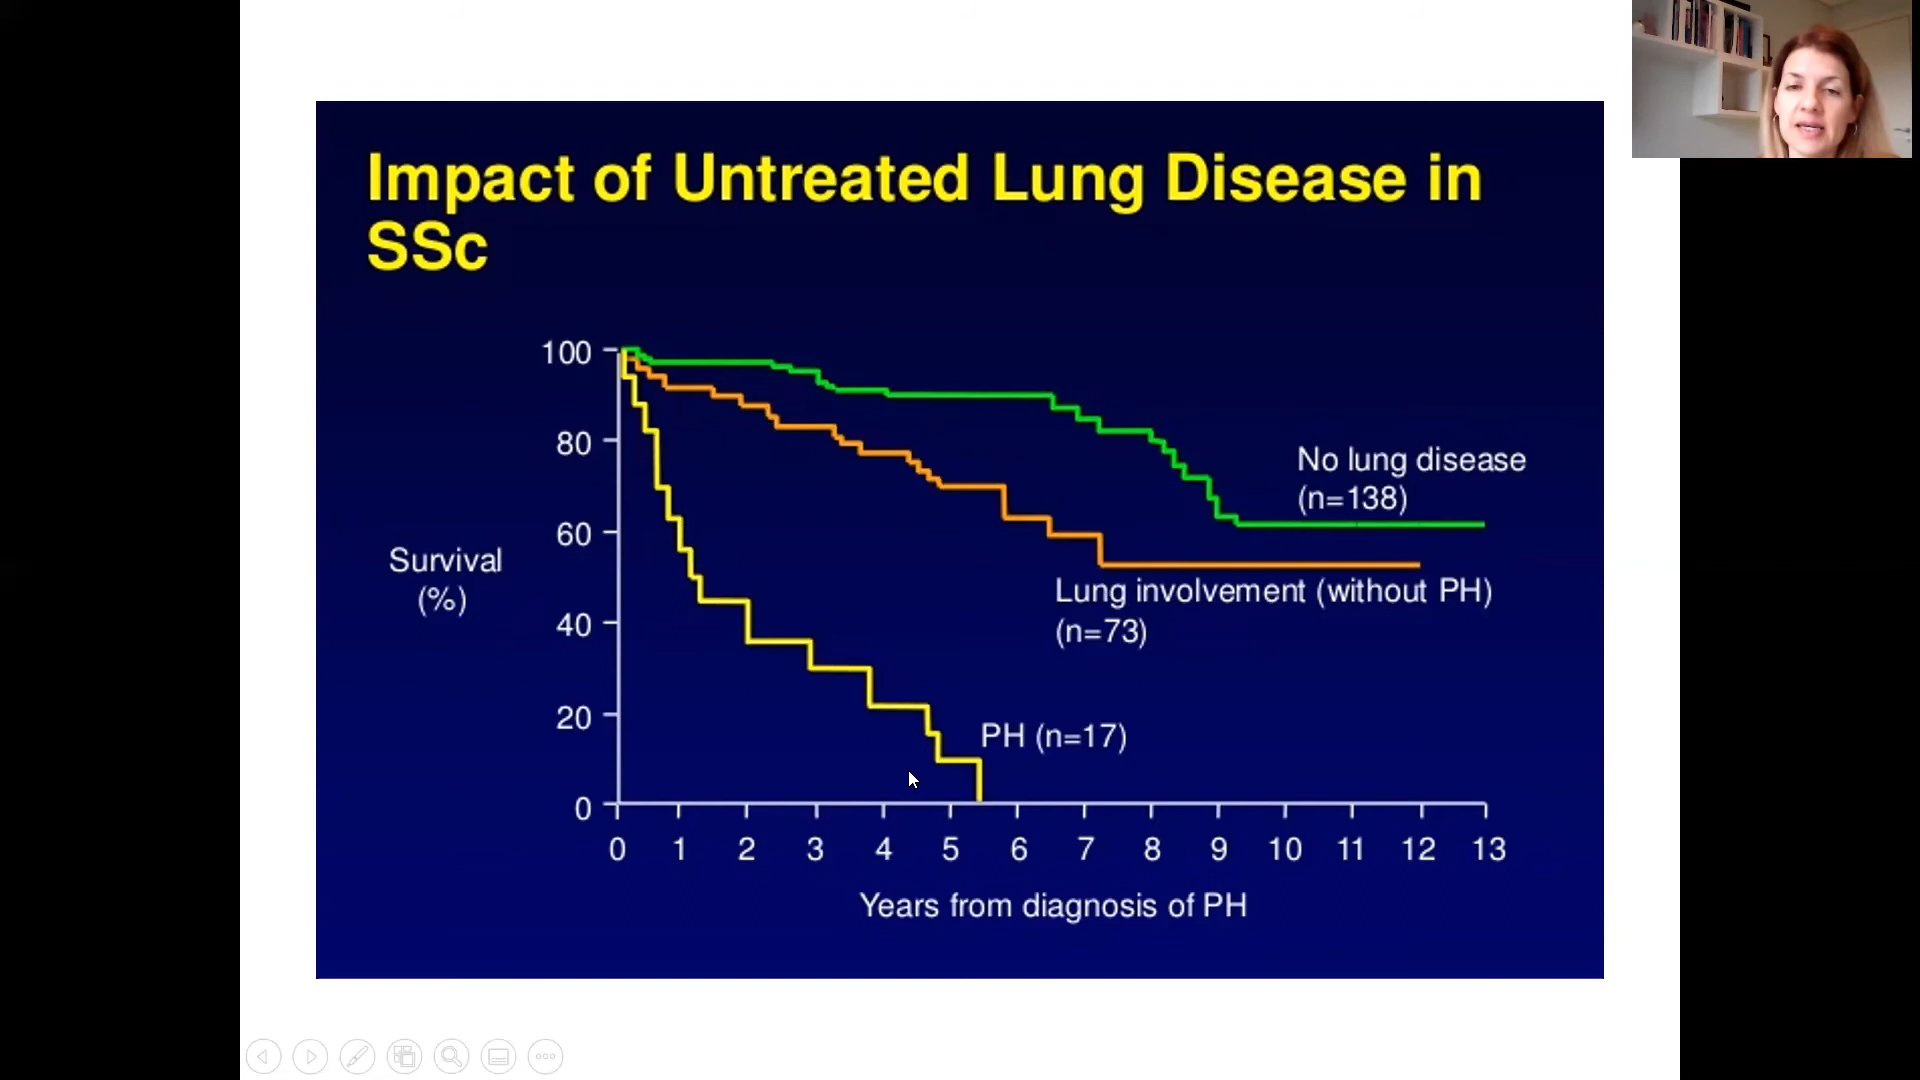 Impact of Untreated Lung Disease in
SSc
100
80
60
40
20
0
Survival
(%)
No lung disease
(n=138)
Lung involvement (without PH)
(n=73)
PH (n=17)
0 1 2 3 4 5 6 7 8 9 10 11 12 13
Years from diagnosis of PH